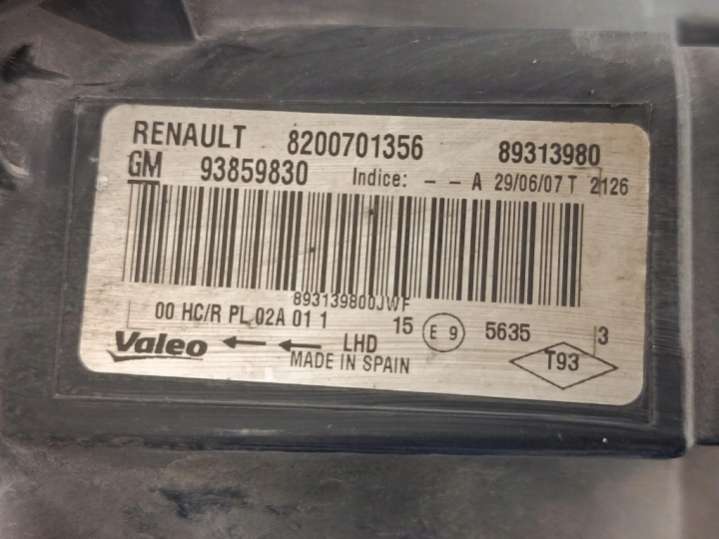 RENAULT 8200701356 89313980
GM 93859830 Indice: - - A 29/06/07 T 2126
893139800JWF
00 HC/R PL 02A 01 1 15 E 9 5635 3
Valeo LHD T93
MADE IN SPAIN